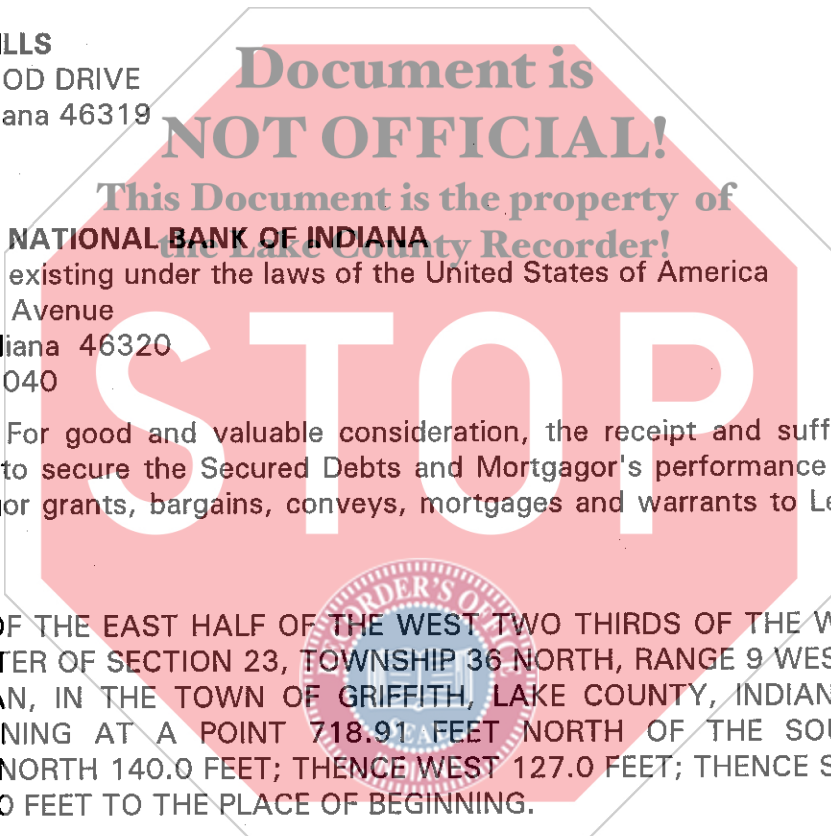 ILLS
OD DRIVE
iana 46319
Document is
NOT OFFICIAL!
This Document is the property of
the Lake County Recorder!
NATIONAL BANK OF INDIANA
existing under the laws of the United States of America
Avenue
diana 46320
040
STOP
For good and valuable consideration, the receipt and suff
to secure the Secured Debts and Mortgagor's performance
or grants, bargains, conveys, mortgages and warrants to Le
RECORDER'S OFFICE
SEAL
OF THE EAST HALF OF THE WEST TWO THIRDS OF THE W
TER OF SECTION 23, TOWNSHIP 36 NORTH, RANGE 9 WES
AN, IN THE TOWN OF GRIFFITH, LAKE COUNTY, INDIAN
NING AT A POINT 718.91 FEET NORTH OF THE SOU
NORTH 140.0 FEET; THENCE WEST 127.0 FEET; THENCE S
0 FEET TO THE PLACE OF BEGINNING.